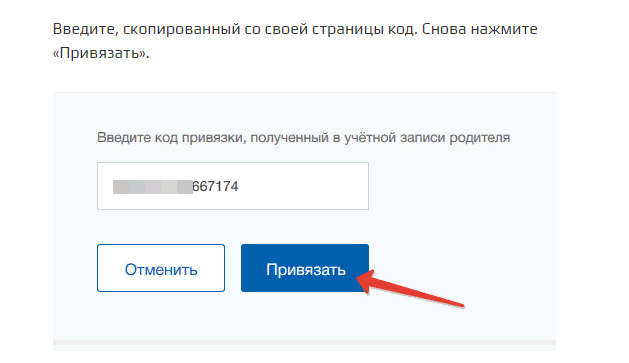 Введите, скопированный со своей страницы код. Снова нажмите
«Привязать».
Введите код привязки, полученный в учётной записи родителя
667174
Отменить Привязать